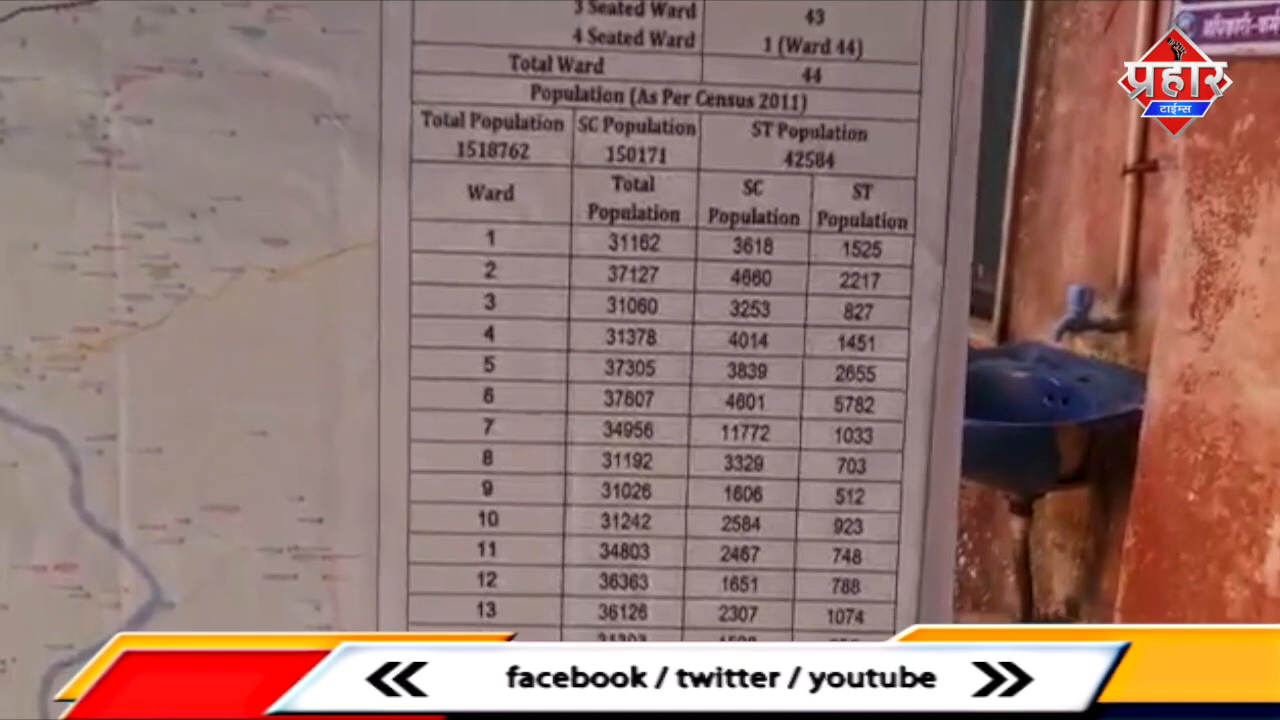 3 Seated Ward 43
4 Seated Ward 1 (Ward 44)
Total Ward 44
Population (As Per Census 2011)
Total Population SC Population ST Population
1518762 150171 42584
Ward Total Population SC Population ST Population
1 31162 3618 1525
2 37127 4660 2217
3 31060 3253 827
4 31378 4014 1451
5 37305 3839 2655
6 37607 4601 5782
7 34956 11772 1033
8 31192 3329 703
9 31026 1606 512
10 31242 2584 923
11 34803 2467 748
12 36363 1651 788
13 36126 2307 1074
प्रहार
टाईम्स
facebook / twitter / youtube